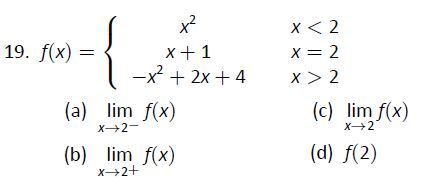 x² x < 2
19. f(x) = { x + 1 x = 2
−x² + 2x + 4 x > 2
(a) lim x→2− f(x) (c) lim x→2 f(x)
(b) lim x→2+ f(x) (d) f(2)